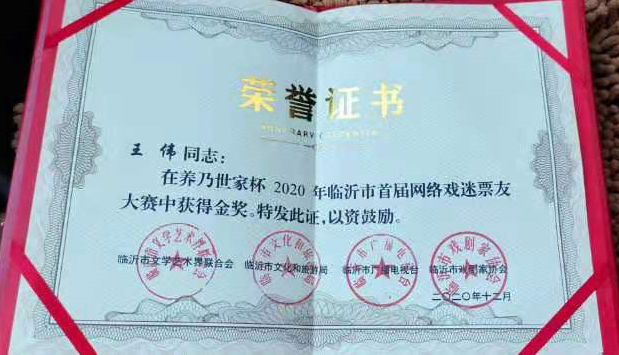 荣誉证书
王 伟同志：
在养乃世家杯 2020 年临沂市首届网络戏迷票友
大赛中获得金奖。特发此证，以资鼓励。
临沂市文学艺术界联合会 临沂市文化和旅游局 临沂市广播电视台 临沂市戏剧家协会
二〇二〇年十二月